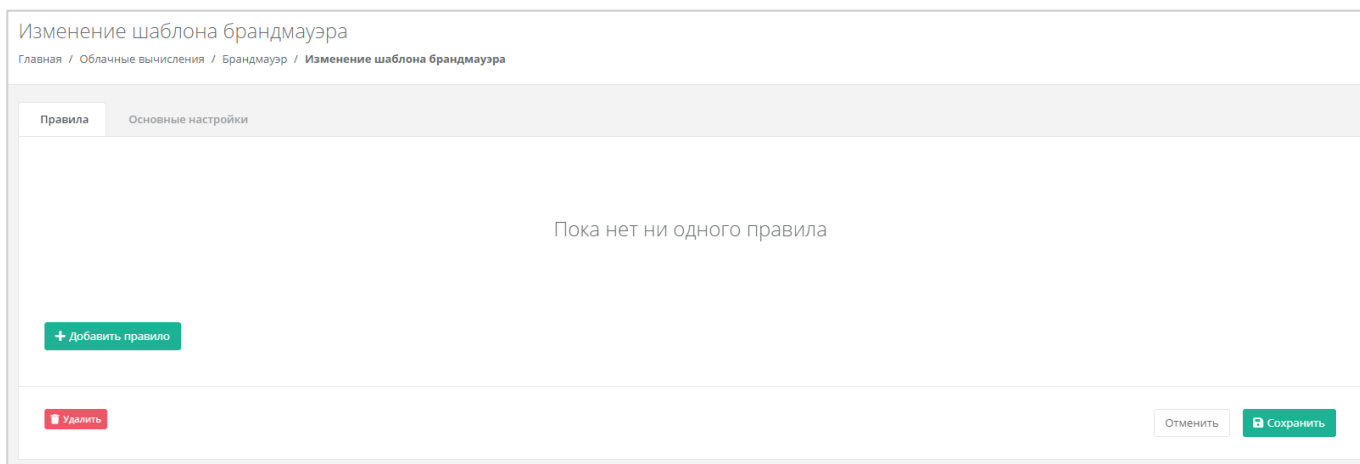 Изменение шаблона брандмауэра
Главная / Облачные вычисления / Брандмауэр / Изменение шаблона брандмауэра
Правила Основные настройки
Пока нет ни одного правила
+ Добавить правило
Удалить Отменить Сохранить